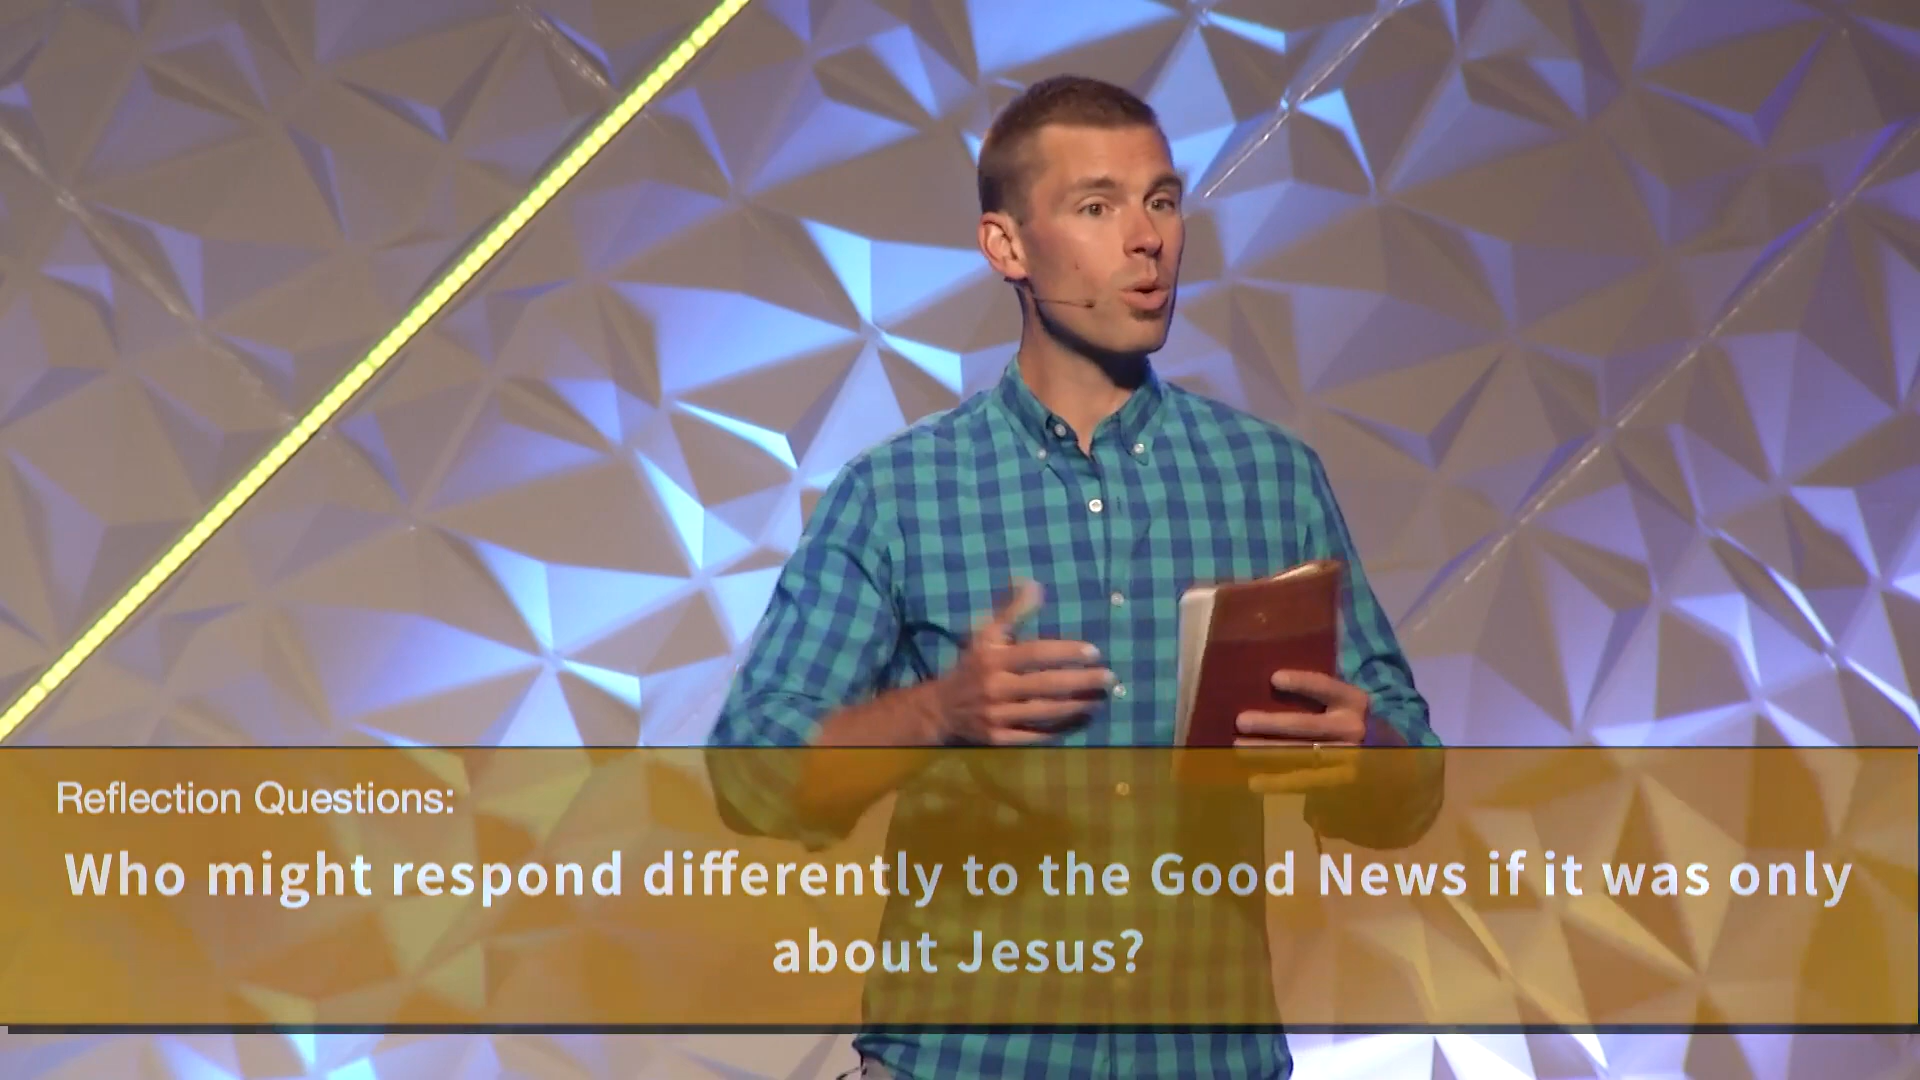 Reflection Questions:
Who might respond differently to the Good News if it was only
about Jesus?